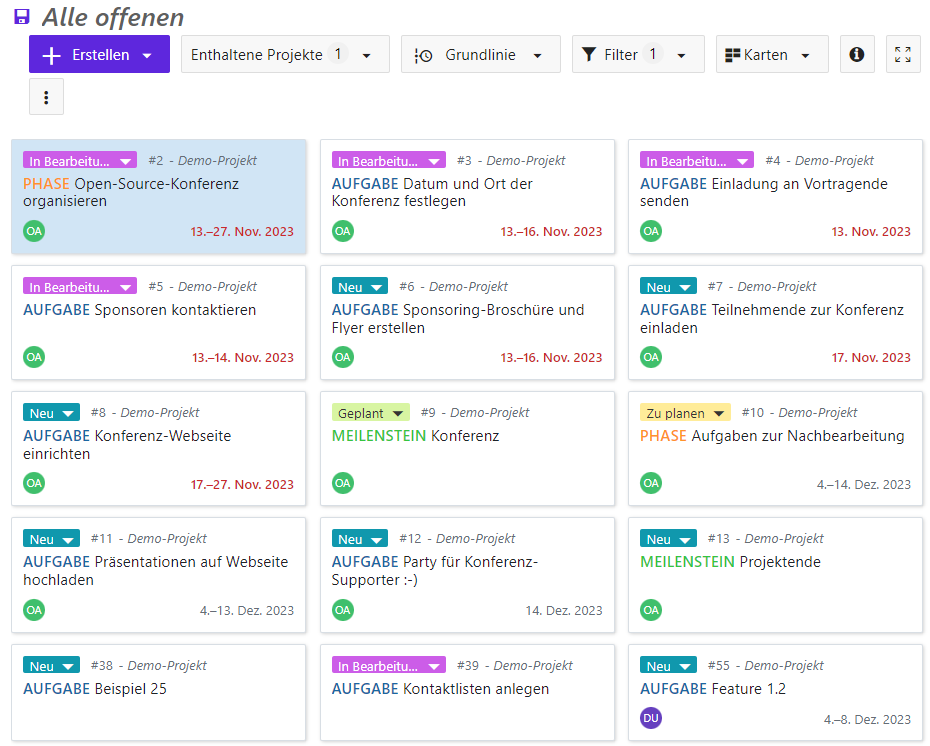 Alle offenen
Erstellen
Enthaltene Projekte 1
Grundlinie
Filter 1
Karten
In Bearbeitu... #2 - Demo-Projekt
PHASE Open-Source-Konferenz
organisieren
OA 13.–27. Nov. 2023
In Bearbeitu... #3 - Demo-Projekt
AUFGABE Datum und Ort der
Konferenz festlegen
OA 13.–16. Nov. 2023
In Bearbeitu... #4 - Demo-Projekt
AUFGABE Einladung an Vortragende
senden
OA 13. Nov. 2023
In Bearbeitu... #5 - Demo-Projekt
AUFGABE Sponsoren kontaktieren
OA 13.–14. Nov. 2023
Neu #6 - Demo-Projekt
AUFGABE Sponsoring-Broschüre und
Flyer erstellen
OA 13.–16. Nov. 2023
Neu #7 - Demo-Projekt
AUFGABE Teilnehmende zur Konferenz
einladen
OA 17. Nov. 2023
Neu #8 - Demo-Projekt
AUFGABE Konferenz-Webseite
einrichten
OA 17.–27. Nov. 2023
Geplant #9 - Demo-Projekt
MEILENSTEIN Konferenz
OA
Zu planen #10 - Demo-Projekt
PHASE Aufgaben zur Nachbearbeitung
OA 4.–14. Dez. 2023
Neu #11 - Demo-Projekt
AUFGABE Präsentationen auf Webseite
hochladen
OA 4.–13. Dez. 2023
Neu #12 - Demo-Projekt
AUFGABE Party für Konferenz-
Supporter :-)
OA 14. Dez. 2023
Neu #13 - Demo-Projekt
MEILENSTEIN Projektende
OA
Neu #38 - Demo-Projekt
AUFGABE Beispiel 25
In Bearbeitu... #39 - Demo-Projekt
AUFGABE Kontaktlisten anlegen
Neu #55 - Demo-Projekt
AUFGABE Feature 1.2
DU 4.–8. Dez. 2023